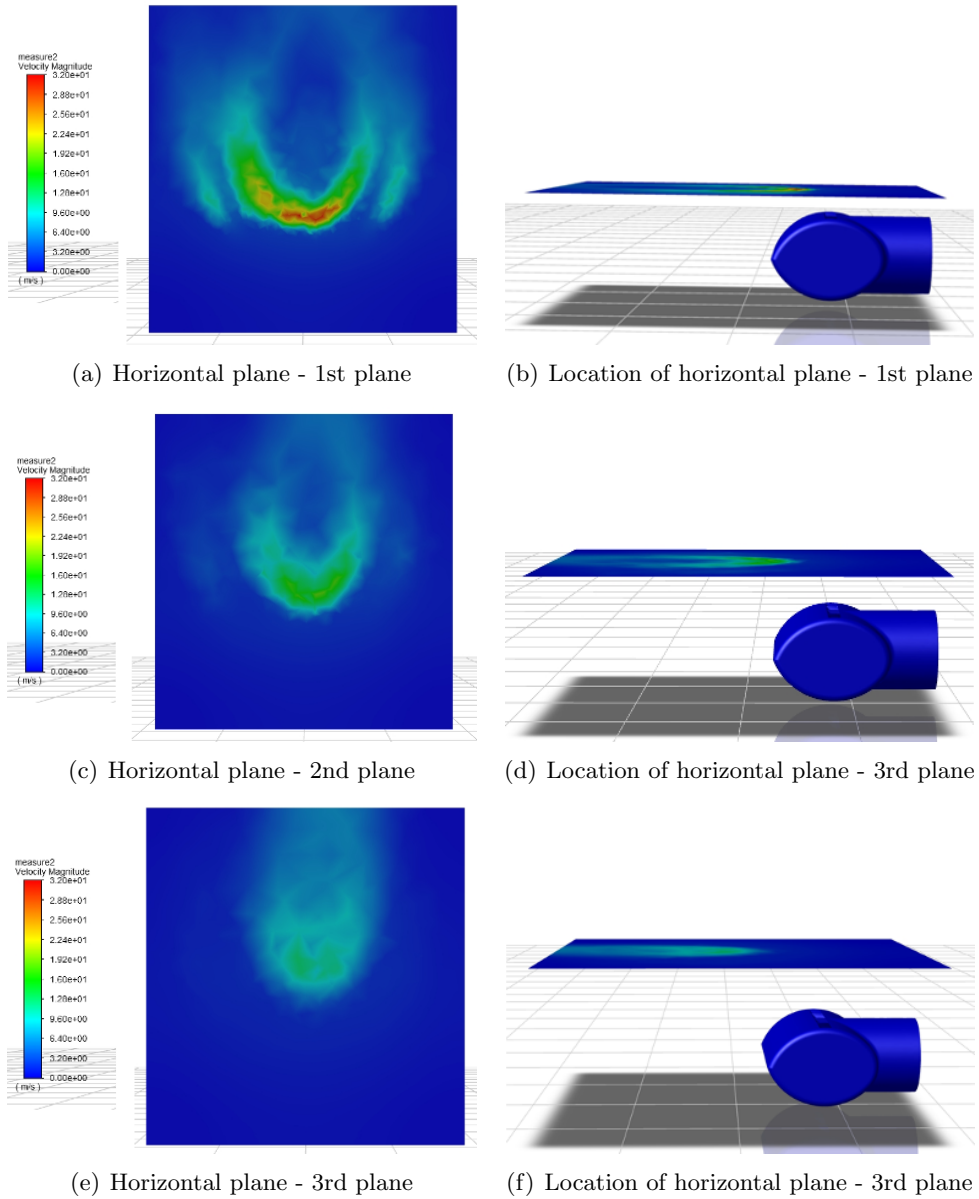 measure2
Velocity Magnitude
3.20e+01
2.88e+01
2.56e+01
2.24e+01
1.92e+01
1.60e+01
1.28e+01
9.60e+00
6.40e+00
3.20e+00
0.00e+00
( m/s )
(a) Horizontal plane - 1st plane
(b) Location of horizontal plane - 1st plane
measure2
Velocity Magnitude
3.20e+01
2.88e+01
2.56e+01
2.24e+01
1.92e+01
1.60e+01
1.28e+01
9.60e+00
6.40e+00
3.20e+00
0.00e+00
( m/s )
(c) Horizontal plane - 2nd plane
(d) Location of horizontal plane - 3rd plane
measure2
Velocity Magnitude
3.20e+01
2.88e+01
2.56e+01
2.24e+01
1.92e+01
1.60e+01
1.28e+01
9.60e+00
6.40e+00
3.20e+00
0.00e+00
( m/s )
(e) Horizontal plane - 3rd plane
(f) Location of horizontal plane - 3rd plane